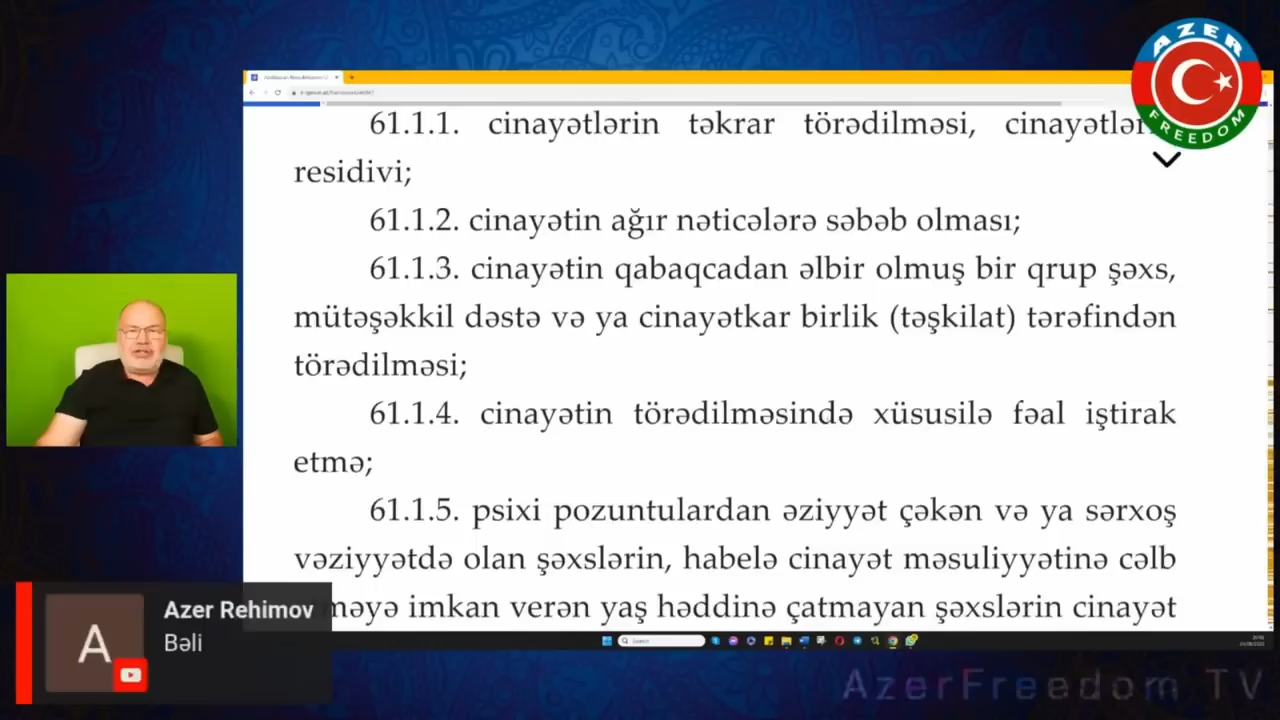 AZER
FREEDOM
61.1.1. cinayətlərin təkrar törədilməsi, cinayətlərin
residivi;
61.1.2. cinayətin ağır nəticələrə səbəb olması;
61.1.3. cinayətin qabaqcadan əlbir olmuş bir qrup şəxs,
mütəşəkkil dəstə və ya cinayətkar birlik (təşkilat) tərəfindən
törədilməsi;
61.1.4. cinayətin törədilməsində xüsusilə fəal iştirak
etmə;
61.1.5. psixi pozuntulardan əziyyət çəkən və ya sərxoş
vəziyyətdə olan şəxslərin, habelə cinayət məsuliyyətinə cəlb
imkan verən yaş həddinə çatmayan şəxslərin cinayət
A
Azer Rehimov
Bəli
Search
AzerFreedom TV